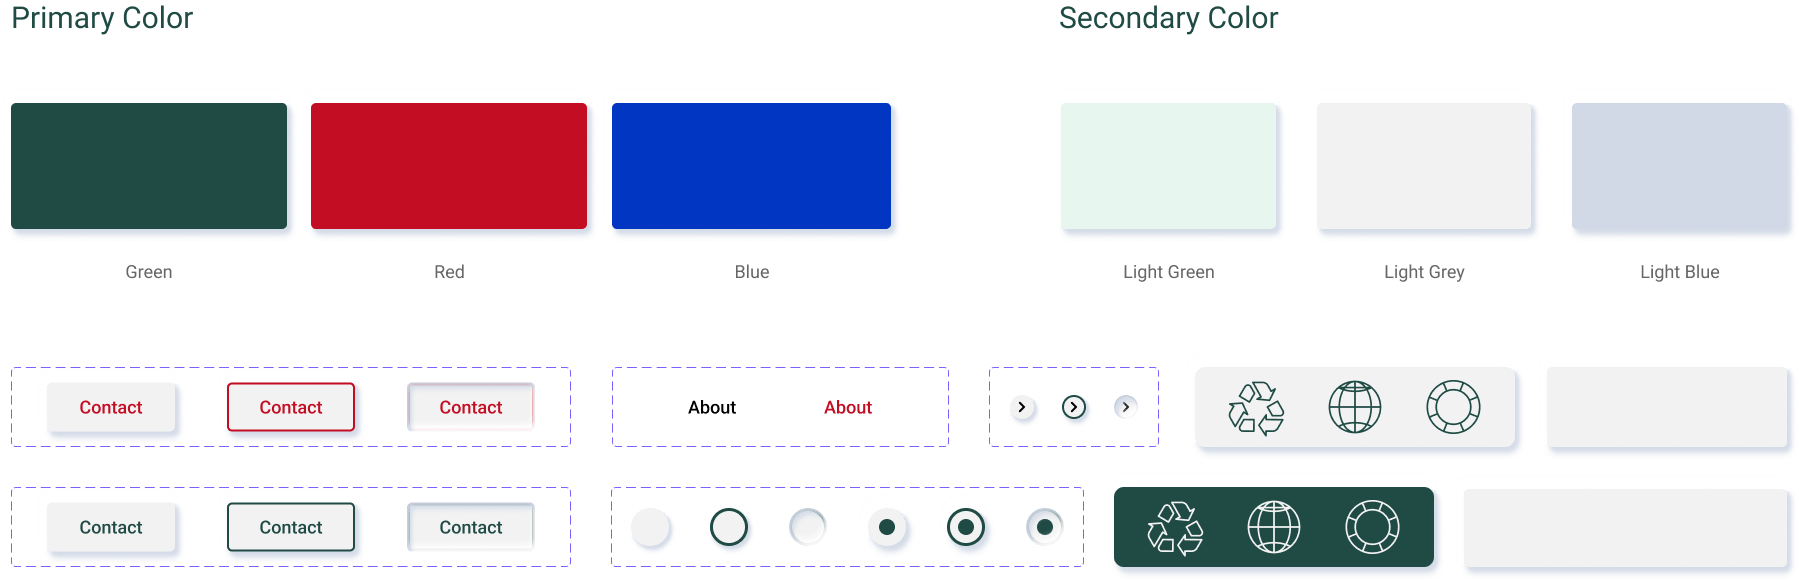 Primary Color
Secondary Color
Green
Red
Blue
Light Green
Light Grey
Light Blue
Contact
Contact
Contact
About
About
Contact
Contact
Contact